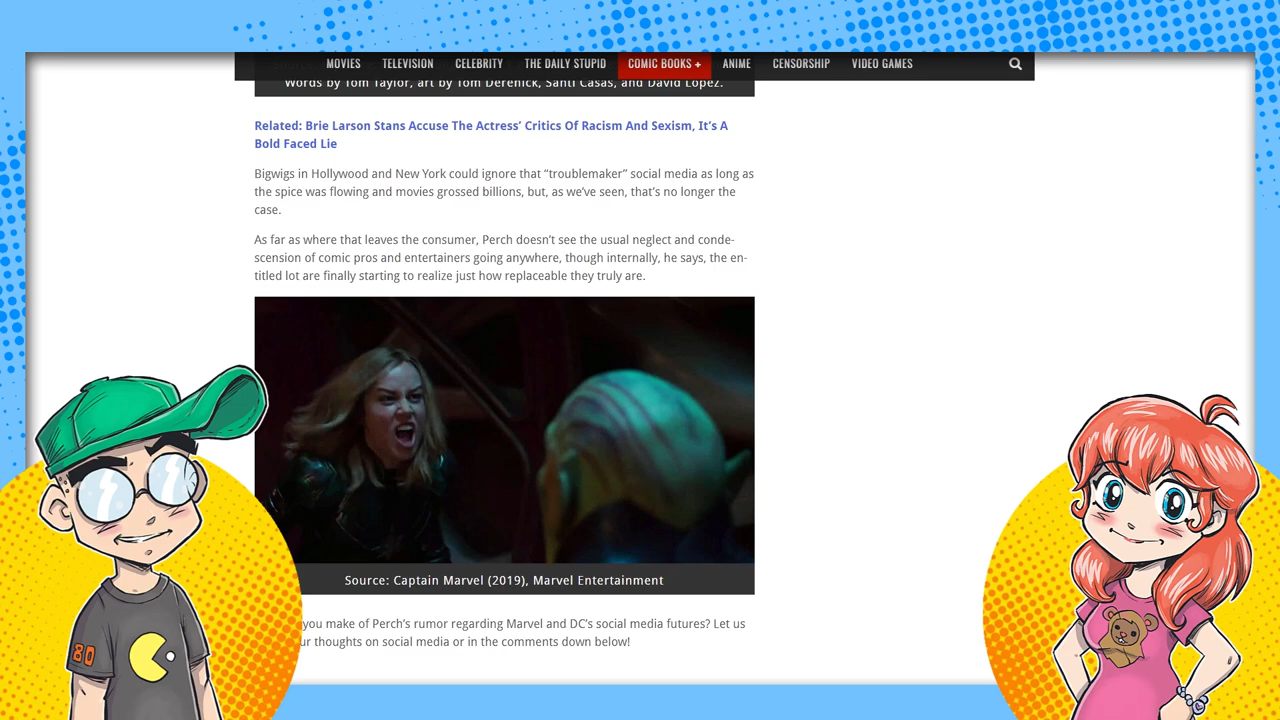 MOVIES TELEVISION CELEBRITY THE DAILY STUPID COMIC BOOKS + ANIME CENSORSHIP VIDEO GAMES
Words by Tom Taylor, art by Tom Derenick, Santi Casas, and David Lopez.
Related: Brie Larson Stans Accuse The Actress’ Critics Of Racism And Sexism, It’s A
Bold Faced Lie
Bigwigs in Hollywood and New York could ignore that “troublemaker” social media as long as
the spice was flowing and movies grossed billions, but, as we’ve seen, that’s no longer the
case.
As far as where that leaves the consumer, Perch doesn’t see the usual neglect and conde-
scension of comic pros and entertainers going anywhere, though internally, he says, the en-
titled lot are finally starting to realize just how replaceable they truly are.
Source: Captain Marvel (2019), Marvel Entertainment
you make of Perch’s rumor regarding Marvel and DC’s social media futures? Let us
thoughts on social media or in the comments down below!
80